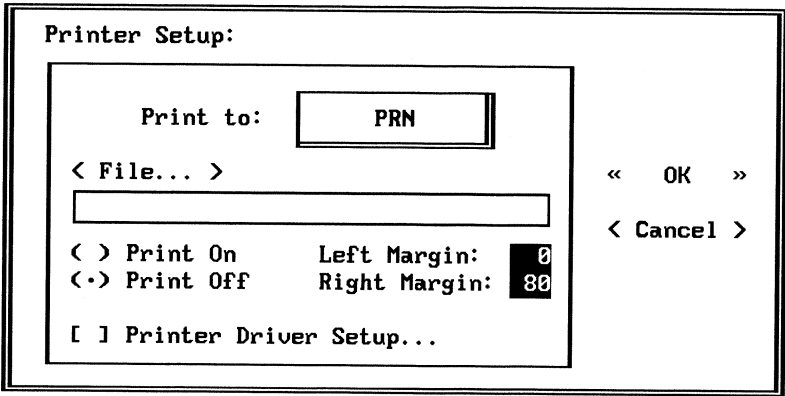 Printer Setup:
Print to: PRN
< File... >
« OK »
< Cancel >
( ) Print On Left Margin: 0
(·) Print Off Right Margin: 80
[ ] Printer Driver Setup...